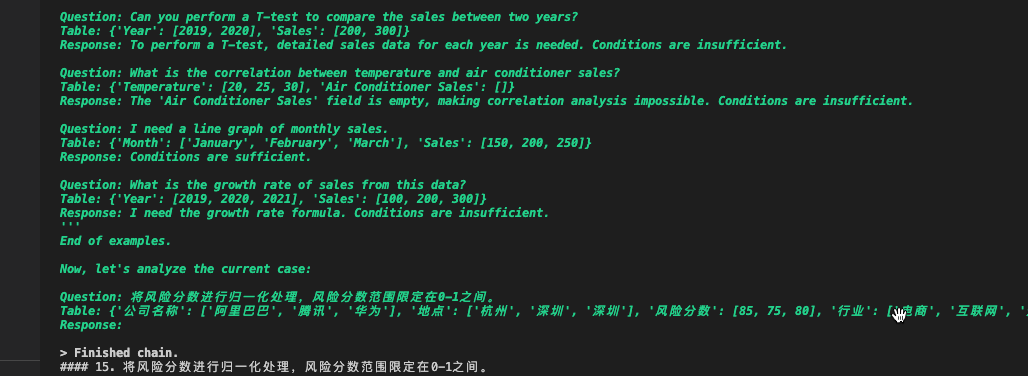 Question: Can you perform a T-test to compare the sales between two years?
Table: {'Year': [2019, 2020], 'Sales': [200, 300]}
Response: To perform a T-test, detailed sales data for each year is needed. Conditions are insufficient.
Question: What is the correlation between temperature and air conditioner sales?
Table: {'Temperature': [20, 25, 30], 'Air Conditioner Sales': []}
Response: The 'Air Conditioner Sales' field is empty, making correlation analysis impossible. Conditions are insufficient.
Question: I need a line graph of monthly sales.
Table: {'Month': ['January', 'February', 'March'], 'Sales': [150, 200, 250]}
Response: Conditions are sufficient.
Question: What is the growth rate of sales from this data?
Table: {'Year': [2019, 2020, 2021], 'Sales': [100, 200, 300]}
Response: I need the growth rate formula. Conditions are insufficient.
'''
End of examples.
Now, let's analyze the current case:
Question: 将风险分数进行归一化处理，风险分数范围限定在0-1之间。
Table: {'公司名称': ['阿里巴巴', '腾讯', '华为'], '地点': ['杭州', '深圳', '深圳'], '风险分数': [85, 75, 80], '行业': ['电商', '互联网',
Response:
> Finished chain.
#### 15. 将风险分数进行归一化处理，风险分数范围限定在0-1之间。